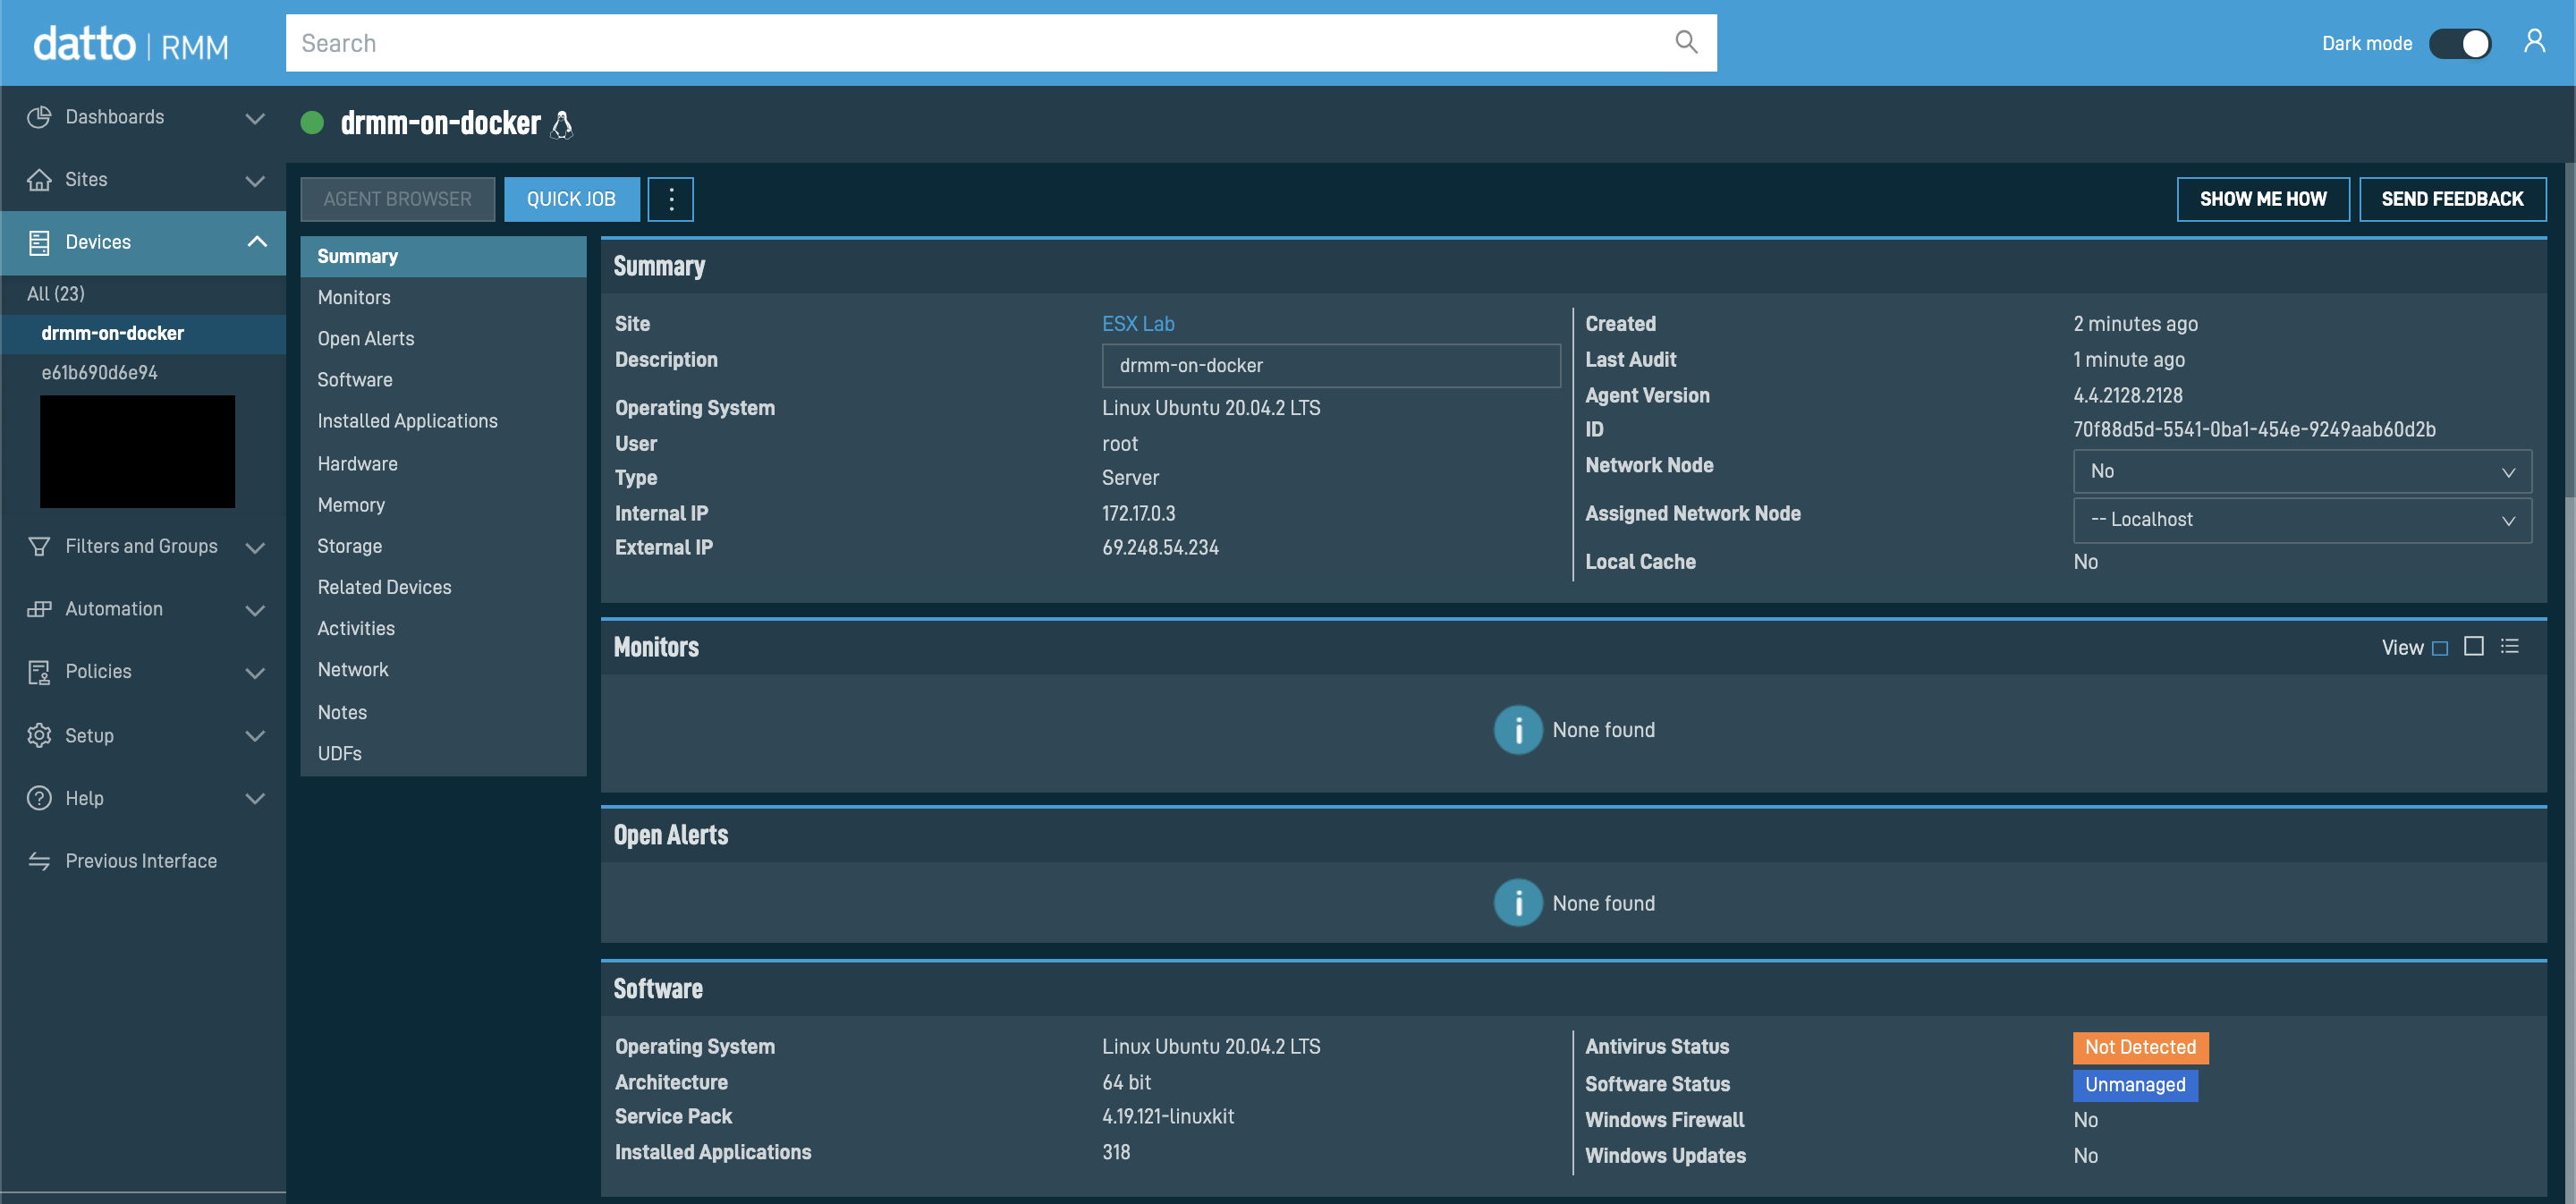 datto | RMM
Search
Dark mode
Dashboards
Sites
Devices
All (23)
drmm-on-docker
e61b690d6e94
Filters and Groups
Automation
Policies
Setup
Help
Previous Interface
drmm-on-docker
AGENT BROWSER
QUICK JOB
SHOW ME HOW
SEND FEEDBACK
Summary
Monitors
Open Alerts
Software
Installed Applications
Hardware
Memory
Storage
Related Devices
Activities
Network
Notes
UDFs
Summary
Site ESX Lab
Description drmm-on-docker
Operating System Linux Ubuntu 20.04.2 LTS
User root
Type Server
Internal IP 172.17.0.3
External IP 69.248.54.234
Created 2 minutes ago
Last Audit 1 minute ago
Agent Version 4.4.2128.2128
ID 70f88d5d-5541-0ba1-454e-9249aab60d2b
Network Node No
Assigned Network Node -- Localhost
Local Cache No
Monitors
View
None found
Open Alerts
None found
Software
Operating System Linux Ubuntu 20.04.2 LTS
Architecture 64 bit
Service Pack 4.19.121-linuxkit
Installed Applications 318
Antivirus Status Not Detected
Software Status Unmanaged
Windows Firewall No
Windows Updates No